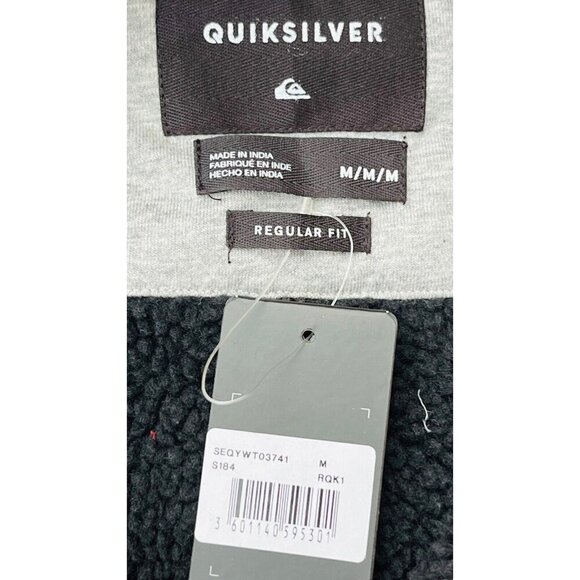 QUIKSILVER
MADE IN INDIA
FABRIQUÉ EN INDE
HECHO EN INDIA
M/M/M
REGULAR FIT
SEQYWT03741 M
S184 RQK1
3 601140 595301